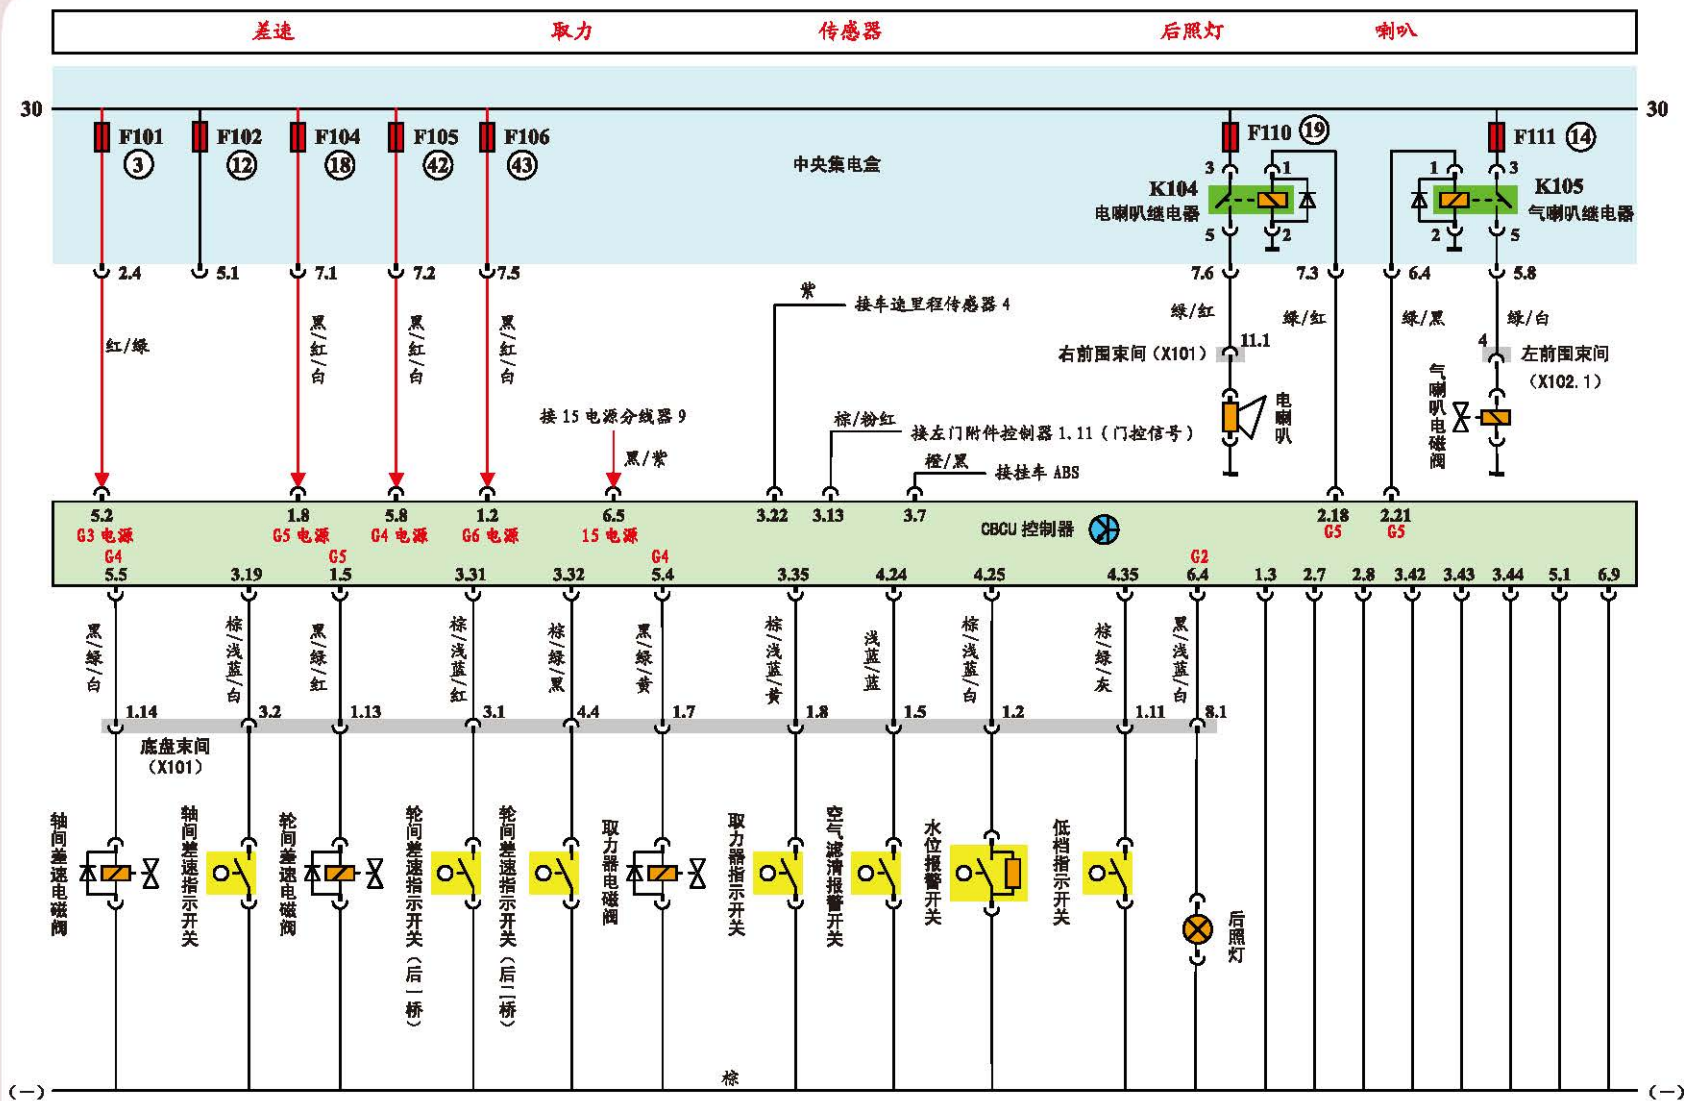 差速 取力 传感器 后照灯 喇叭
30 30
F101 F102 F104 F105 F106 F110 19 F111 14
3 12 18 42 43
中央集电盒
3 1 1 3
K104 K105
电喇叭继电器 气喇叭继电器
5 2 2 5
2.4 5.1 7.1 7.2 7.5 7.6 7.3 6.4 5.8
紫 接车速里程传感器 4
红/绿 黑/红/白 黑/红/白 黑/红/白 绿/红 绿/红 绿/黑 绿/白
右前围束间(X101) 11.1 4 左前围束间
(X102.1)
电喇叭 气喇叭电磁阀
接 15 电源分线器 9
黑/紫
棕/粉红 接左门附件控制器 1.11(门控信号)
橙/黑 接挂车 ABS
5.2 1.8 5.8 1.2 6.5 3.22 3.13 3.7 2.18 2.21
G3 电源 G5 电源 G4 电源 G6 电源 15 电源 CBCU 控制器 G5 G5
G4 G5 G4 G2
5.5 3.19 1.5 3.31 3.32 5.4 3.35 4.24 4.25 4.35 6.4 1.3 2.7 2.8 3.42 3.43 3.44 5.1 6.9
黑/绿/白 棕/浅蓝/白 黑/绿/红 棕/浅蓝/红 棕/绿/黑 黑/绿/黄 棕/浅蓝/黄 浅蓝/蓝 棕/浅蓝/白 棕/绿/灰 黑/浅蓝/白
1.14 3.2 1.13 3.1 4.4 1.7 1.8 1.5 1.2 1.11 8.1
底盘束间
(X101)
轴间差速电磁阀
轴间差速指示开关
轮间差速电磁阀
轮间差速指示开关(后一桥)
轮间差速指示开关(后二桥)
取力器电磁阀
取力器指示开关
空气滤清报警开关
水位报警开关
低档指示开关
后照灯
棕
(—) (—)